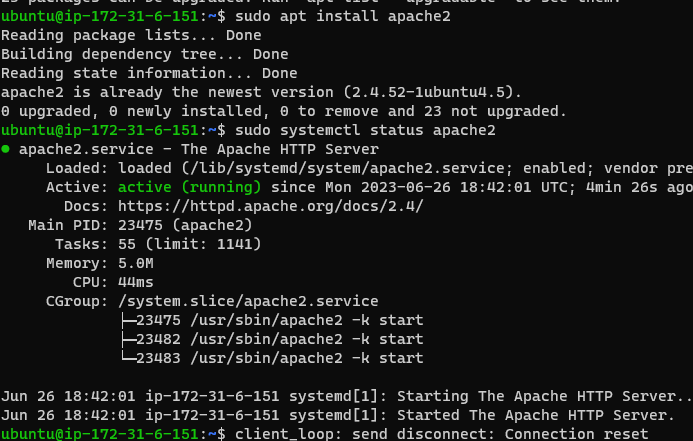 ubuntu@ip-172-31-6-151:~$ sudo apt install apache2
Reading package lists... Done
Building dependency tree... Done
Reading state information... Done
apache2 is already the newest version (2.4.52-1ubuntu4.5).
0 upgraded, 0 newly installed, 0 to remove and 23 not upgraded.
ubuntu@ip-172-31-6-151:~$ sudo systemctl status apache2
● apache2.service - The Apache HTTP Server
     Loaded: loaded (/lib/systemd/system/apache2.service; enabled; vendor pre
     Active: active (running) since Mon 2023-06-26 18:42:01 UTC; 4min 26s ago
       Docs: https://httpd.apache.org/docs/2.4/
   Main PID: 23475 (apache2)
      Tasks: 55 (limit: 1141)
     Memory: 5.0M
        CPU: 44ms
     CGroup: /system.slice/apache2.service
             ├─23475 /usr/sbin/apache2 -k start
             ├─23482 /usr/sbin/apache2 -k start
             └─23483 /usr/sbin/apache2 -k start
Jun 26 18:42:01 ip-172-31-6-151 systemd[1]: Starting The Apache HTTP Server..
Jun 26 18:42:01 ip-172-31-6-151 systemd[1]: Started The Apache HTTP Server.
ubuntu@ip-172-31-6-151:~$ client_loop: send disconnect: Connection reset